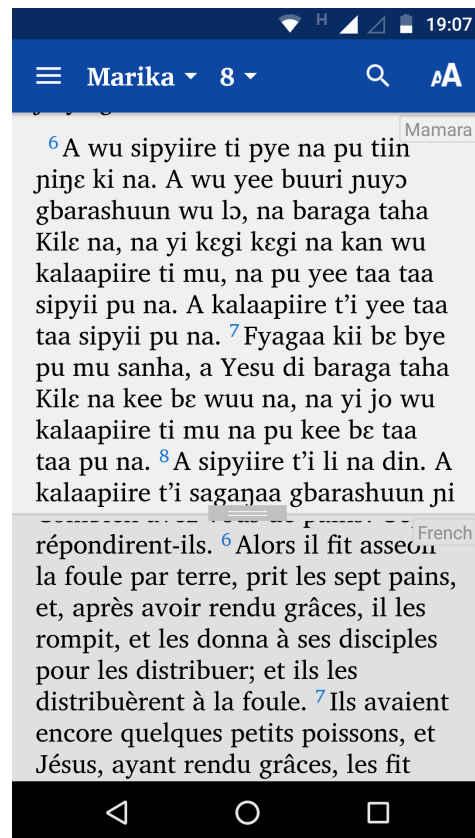 H 19:07
Marika 8 AA
Mamara
6 A wu sipyiire ti pye na pu tiin
ɲiŋɛ ki na. A wu yee buuri ɲuyɔ
gbarashuun wu lɔ, na baraga taha
Kilɛ na, na yi kɛgi kɛgi na kan wu
kalaapiire ti mu, na pu yee taa taa
sipyii pu na. A kalaapiire t’i yee taa
taa sipyii pu na. 7 Fyagaa kii bɛ bye
pu mu sanha, a Yesu di baraga taha
Kilɛ na kee bɛ wuu na, na yi jo wu
kalaapiire ti mu na pu kee bɛ taa
taa pu na. 8 A sipyiire t’i li na din. A
kalaapiire t’i sagaŋaa gbarashuun ɲi
French
répondirent-ils. 6 Alors il fit asseoir
la foule par terre, prit les sept pains,
et, après avoir rendu grâces, il les
rompit, et les donna à ses disciples
pour les distribuer; et ils les
distribuèrent à la foule. 7 Ils avaient
encore quelques petits poissons, et
Jésus, ayant rendu grâces, les fit